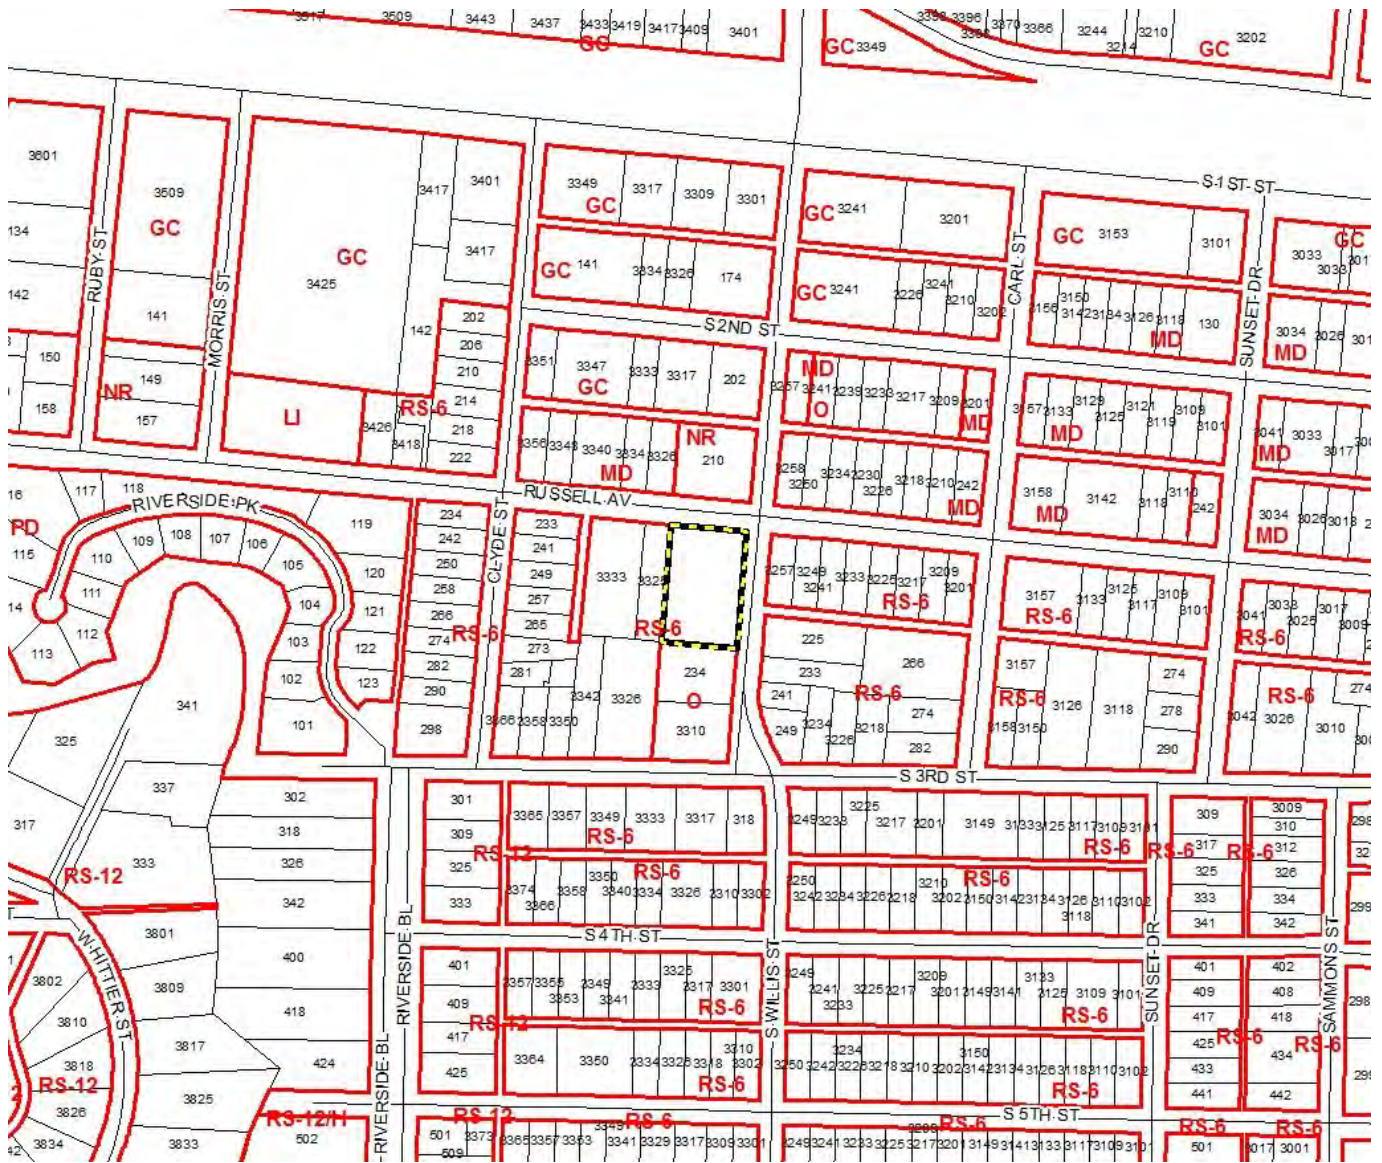 3517 3509 3443 3437 3433 3419 3417 3409 3401
GC
GC 3349
3398 3396 3370 3366 3244 3214 3210 GC 3202
S 1ST ST
3601
3509
GC
GC
3425
3417 3401
3417
3349 3317 3309 3301
GC
GC 3241 3201
GC 3153 3101
3033 GC
134
142
RUBY ST
MORRIS ST
141
142
GC 141 3334 3326 174
GC 3241 3226 3241 3210 3202
CARL ST
3156 3150 3142 3134 3126 3118 130
MD
SUNSET DR
3034 3026 301
MD
S 2ND ST
202
206
210
214
218
222
150
158
NR
149
157
LI
RS-6
3426 3418
3351 3347 3333 3317 202
GC
MD
3257 3241 3239 3233 3217 3209 3201
O
MD
3157 3133 3129 3125 3121 3119 3109 3101
MD
3041 3033 3017
MD
3356 3348 3340 3334 3326
MD
NR
210
3258 3250 3234 3230 3226 3218 3210 242
MD
3158 3142 3118 3110 242
MD
3034 3026 3018
MD
RUSSELL AV
16 117 118
RIVERSIDE PK
PD
115
14
113
112
111
110 109 108 107 106
105
104
103
102
101
119
120
121
122
123
234
242
250
258
266
274
282
290
298
CLYDE ST
RS-6
233
241
249
257
265
273
281
3333
RS-6
3366 3358 3350 3342 3326
234
O
3310
3257 3249 3241 3233 3225 3217 3209 3201
RS-6
3157 3133 3125 3117 3109 3101
RS-6
3041 3033 3025 3017 3009
RS-6
225
233
241
249
3234 3226 3218
266
274
282
RS-6
3157
RS-6
3158 3150 3126 3118
274
278
290
3042 3026 3010
RS-6
274
S 3RD ST
341
325
337
317
333
RS-12
302
318
326
342
400
418
424
301
309
325
333
RS-12
3365 3357 3349 3333 3317 318
RS-6
3374 3366 3358 3350 3340 3334 3326 3310 3302
RS-6
3249 3233 3225 3217 3201 3149 3133 3125 3117 3109 3101
RS-6
3250 3242 3234 3226 3218 3210 3202 3150 3142 3134 3126 3118 3110 3102
RS-6
309
317
325
333
341
RS-6
3009
310
312
326
334
342
RS-6
S 4TH ST
RIVERSIDE BL
W HITTIER ST
3801
3802
3809
3810
3817
3818
3825
3826
3833
3834
RS-12
401
409
417
425
RS-12
3357 3355 3353 3349 3341 3333 3325 3317 3301
RS-6
3364 3350 3334 3326 3318 3310 3302
RS-6
S WILLIS ST
3249 3241 3233 3225 3217 3209 3201 3149 3141 3133 3125 3109 3101
RS-6
3250 3242 3234 3226 3218 3210 3202 3150 3142 3134 3126 3118 3110 3102
RS-6
SUNSET DR
401
409
417
425
433
441
RS-6
402
408
418
434
442
SAMMONS ST
RS-6
298
299
RIVERSIDE BL
S 5TH ST
RS-12/H
502
RS-12
501 3373
509
3365 3357 3353 3349 3341 3329 3317 3309 3301
RS-6
3249 3241 3233 3225 3217 3201 3149 3141 3133 3117 3109 3101
RS-6
RS-6
501
RS-6
3017 3001